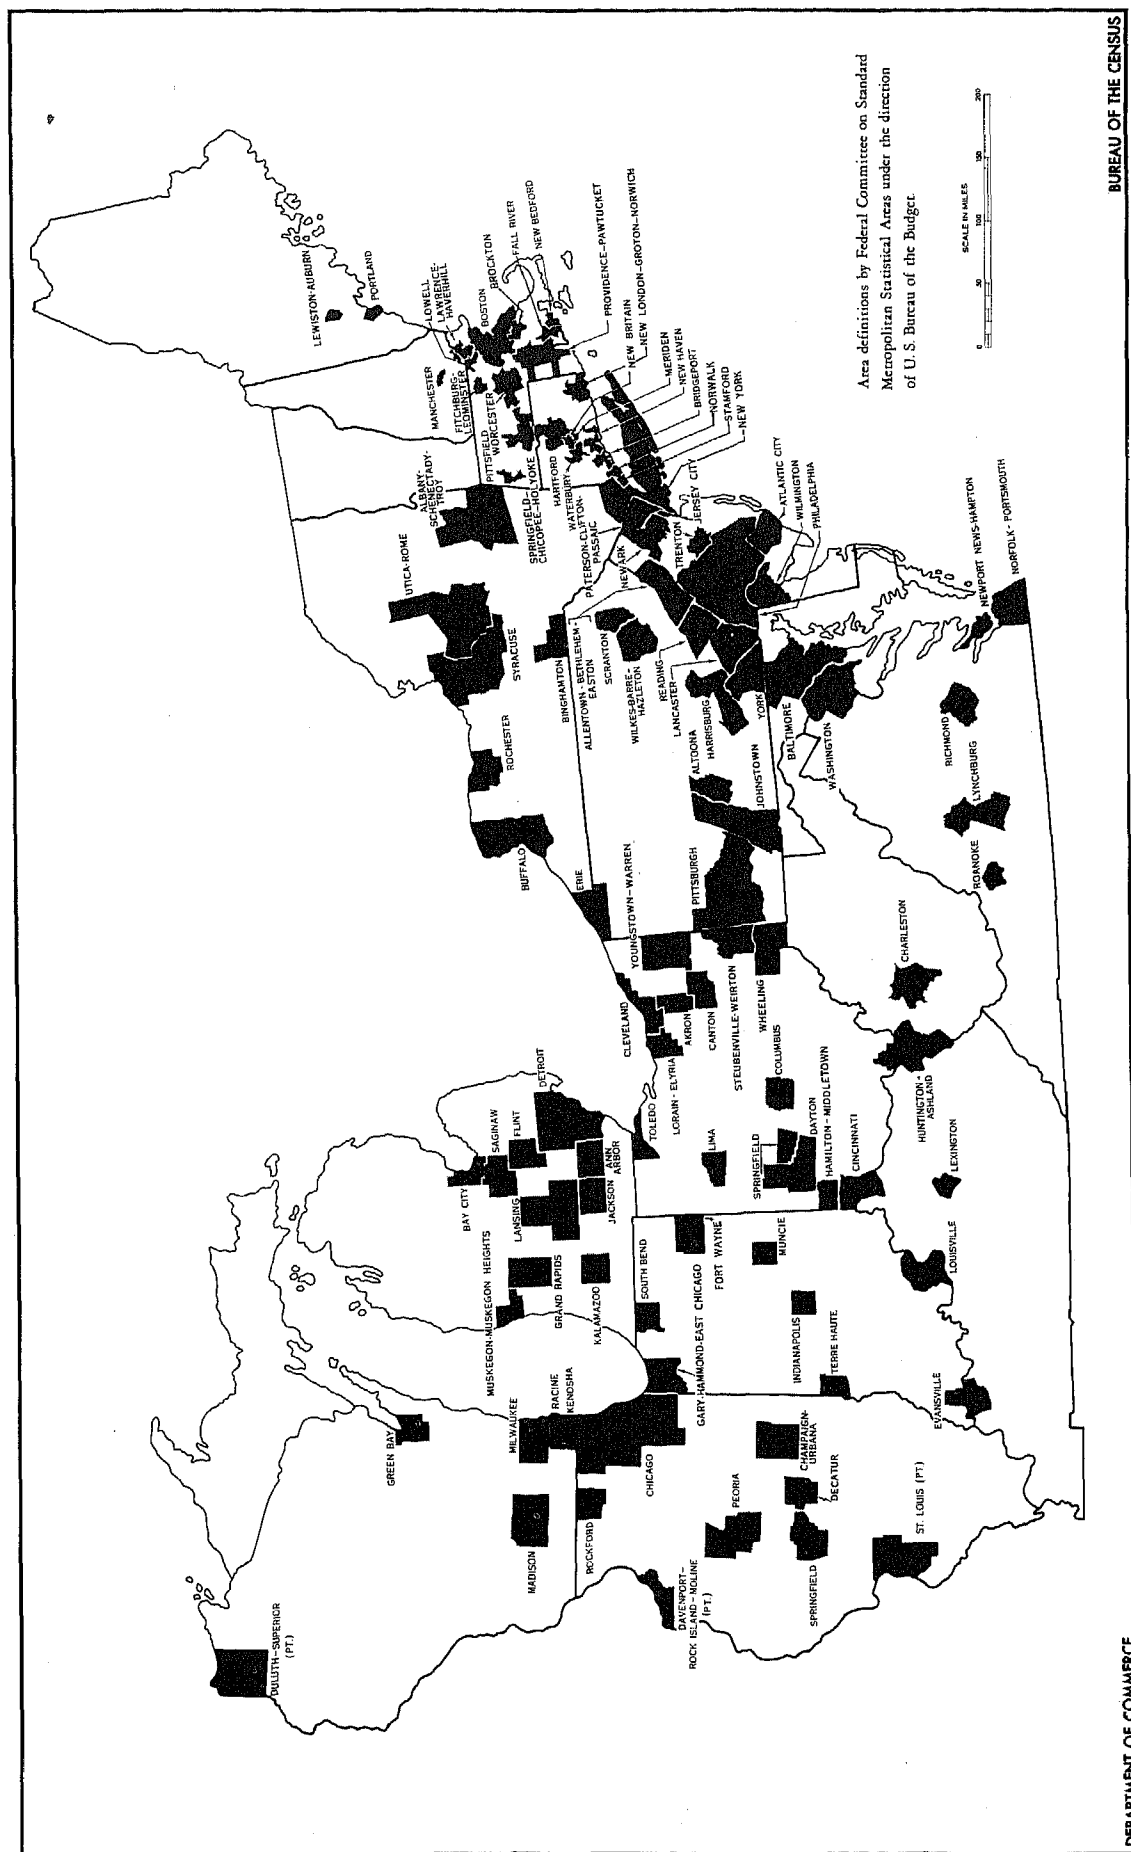 DULUTH-SUPERIOR
(PT.)
GREEN BAY
MADISON
MILWAUKEE
RACINE
KENOSHA
ROCKFORD
CHICAGO
DAVENPORT-
ROCK ISLAND-MOLINE
(PT.)
PEORIA
SPRINGFIELD
DECATUR
CHAMPAIGN-
URBANA
ST. LOUIS (PT)
GARY-HAMMOND-EAST CHICAGO
SOUTH BEND
FORT WAYNE
MUNCIE
INDIANAPOLIS
TERRE HAUTE
EVANSVILLE
LOUISVILLE
LEXINGTON
MUSKEGON-MUSKEGON HEIGHTS
GRAND RAPIDS
KALAMAZOO
LANSING
JACKSON
ANN
ARBOR
BAY CITY
SAGINAW
FLINT
DETROIT
TOLEDO
LIMA
LORAIN-ELYRIA
CLEVELAND
AKRON
CANTON
YOUNGSTOWN-WARREN
STEUBENVILLE-WEIRTON
WHEELING
COLUMBUS
SPRINGFIELD
DAYTON
HAMILTON-MIDDLETOWN
CINCINNATI
HUNTINGTON-
ASHLAND
CHARLESTON
ERIE
PITTSBURGH
JOHNSTOWN
ALTOONA
HARRISBURG
YORK
LANCASTER
READING
WILKES-BARRE-
HAZLETON
SCRANTON
ALLENTOWN-BETHLEHEM-
EASTON
BUFFALO
ROCHESTER
SYRACUSE
UTICA-ROME
BINGHAMTON
ALBANY-
SCHENECTADY-
TROY
BALTIMORE
WASHINGTON
ROANOKE
LYNCHBURG
RICHMOND
NEWPORT NEWS-HAMPTON
NORFOLK-PORTSMOUTH
PHILADELPHIA
WILMINGTON
ATLANTIC CITY
TRENTON
NEWARK
PATERSON-CLIFTON-
PASSAIC
JERSEY CITY
NEW YORK
STAMFORD
NORWALK
BRIDGEPORT
NEW HAVEN
MERIDEN
WATERBURY
HARTFORD
NEW BRITAIN
NEW LONDON-GROTON-NORWICH
SPRINGFIELD-
CHICOPEE-HOLYOKE
PITTSFIELD
WORCESTER
FITCHBURG-
LEOMINSTER
MANCHESTER
LOWELL
LAWRENCE-
HAVERHILL
BOSTON
BROCKTON
FALL RIVER
NEW BEDFORD
PROVIDENCE-PAWTUCKET
LEWISTON-AUBURN
PORTLAND
Area definitions by Federal Committee on Standard
Metropolitan Statistical Areas under the direction
of U. S. Bureau of the Budget.
SCALE IN MILES
0 50 100 150 200
DEPARTMENT OF COMMERCE
BUREAU OF THE CENSUS